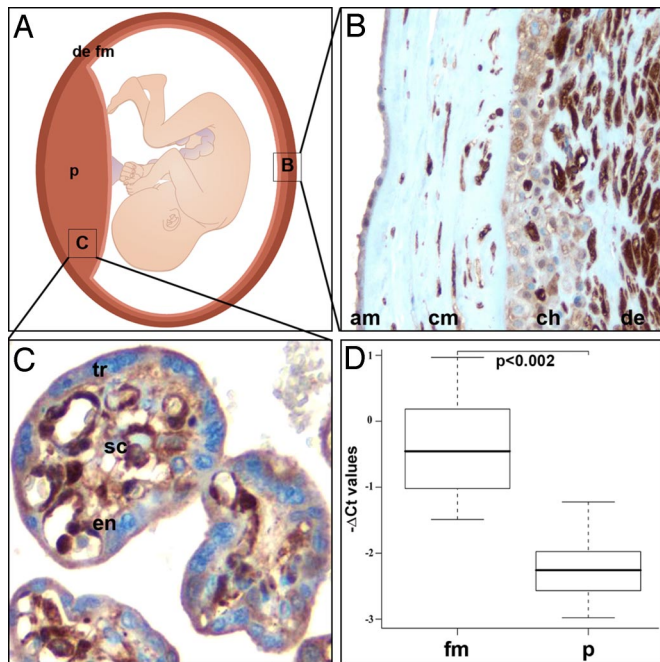 A
de fm
p
B
C
B
am cm ch de
C
tr
sc
en
D
p<0.002
-ΔCt values
1
0
-1
-2
-3
fm p